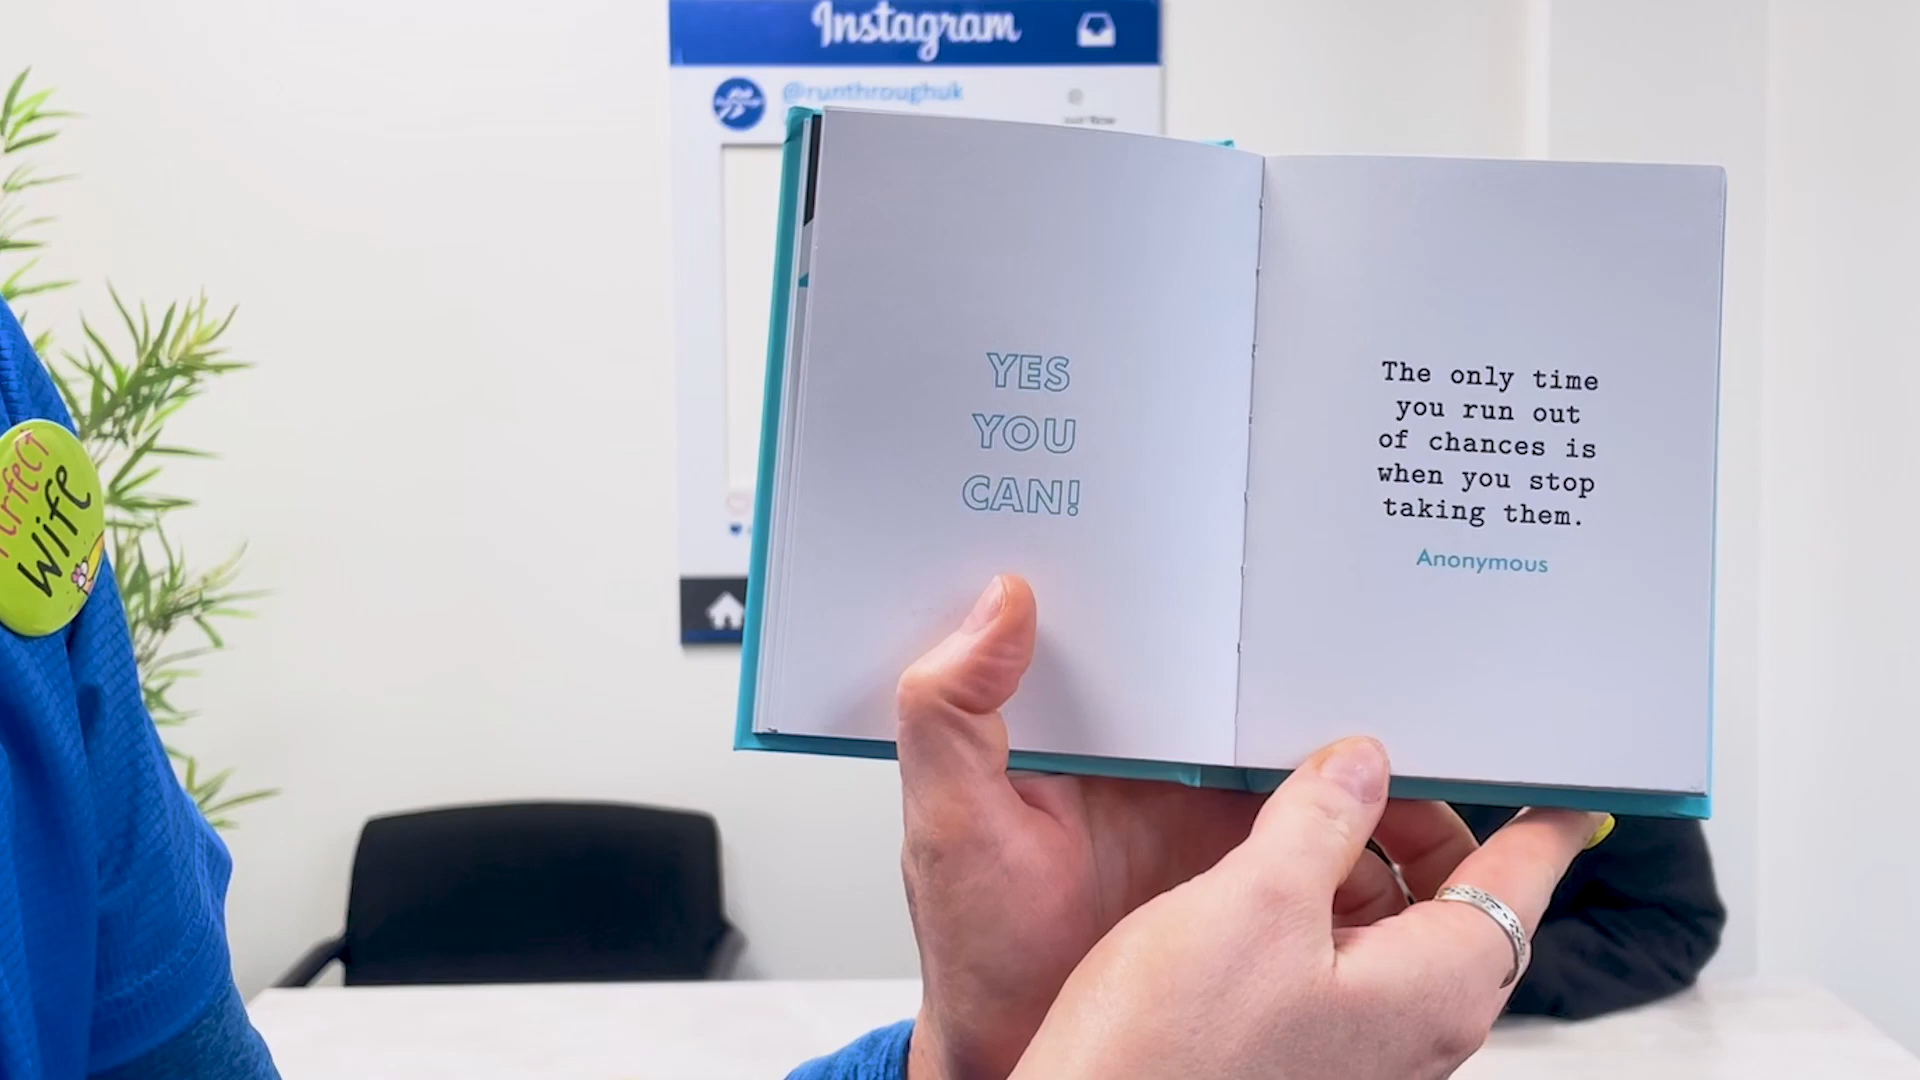 Instagram
@runthroughuk
Wife
YES
YOU
CAN!
The only time
you run out
of chances is
when you stop
taking them.
Anonymous